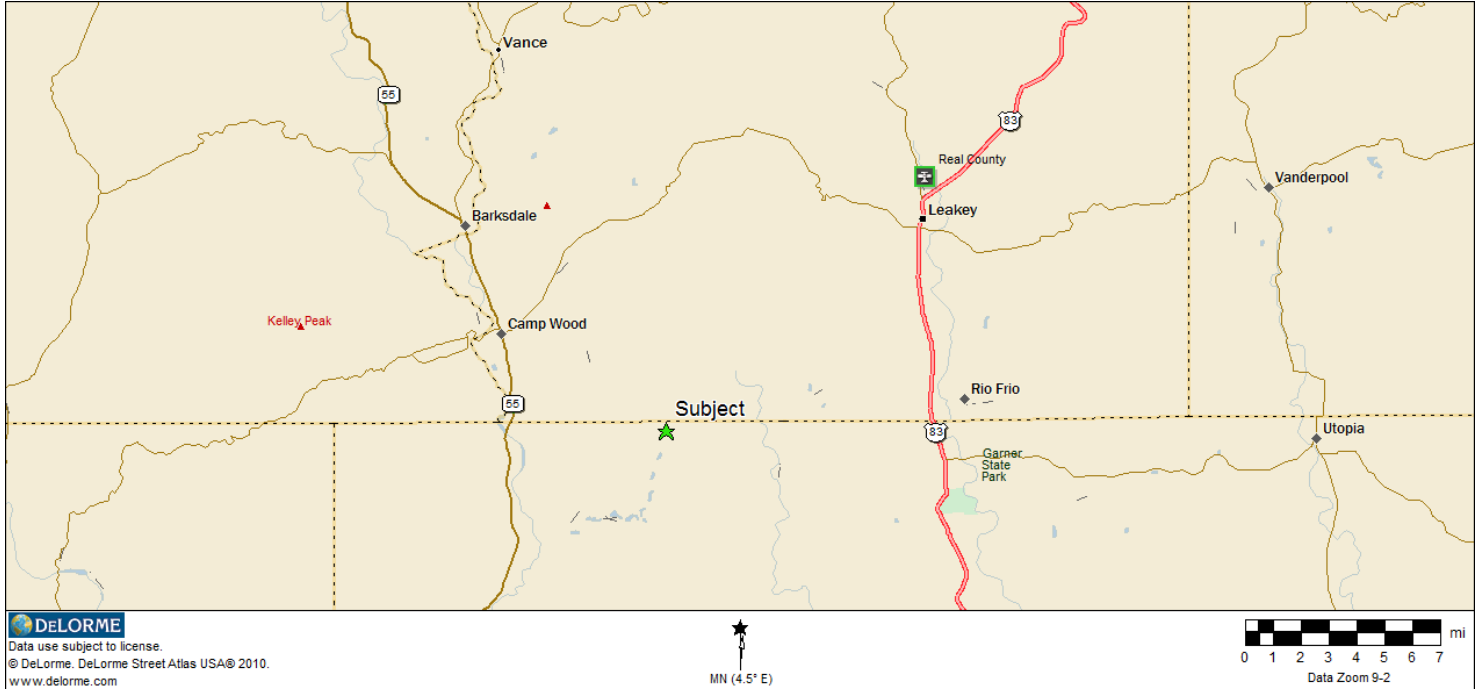 Vance
55
83
Real County
Vanderpool
Leakey
Barksdale
Kelley Peak
Camp Wood
Rio Frio
55
Subject
83
Utopia
Garner
State
Park
DELORME
Data use subject to license.
© DeLorme. DeLorme Street Atlas USA® 2010.
www.delorme.com
MN (4.5° E)
mi
0 1 2 3 4 5 6 7
Data Zoom 9-2